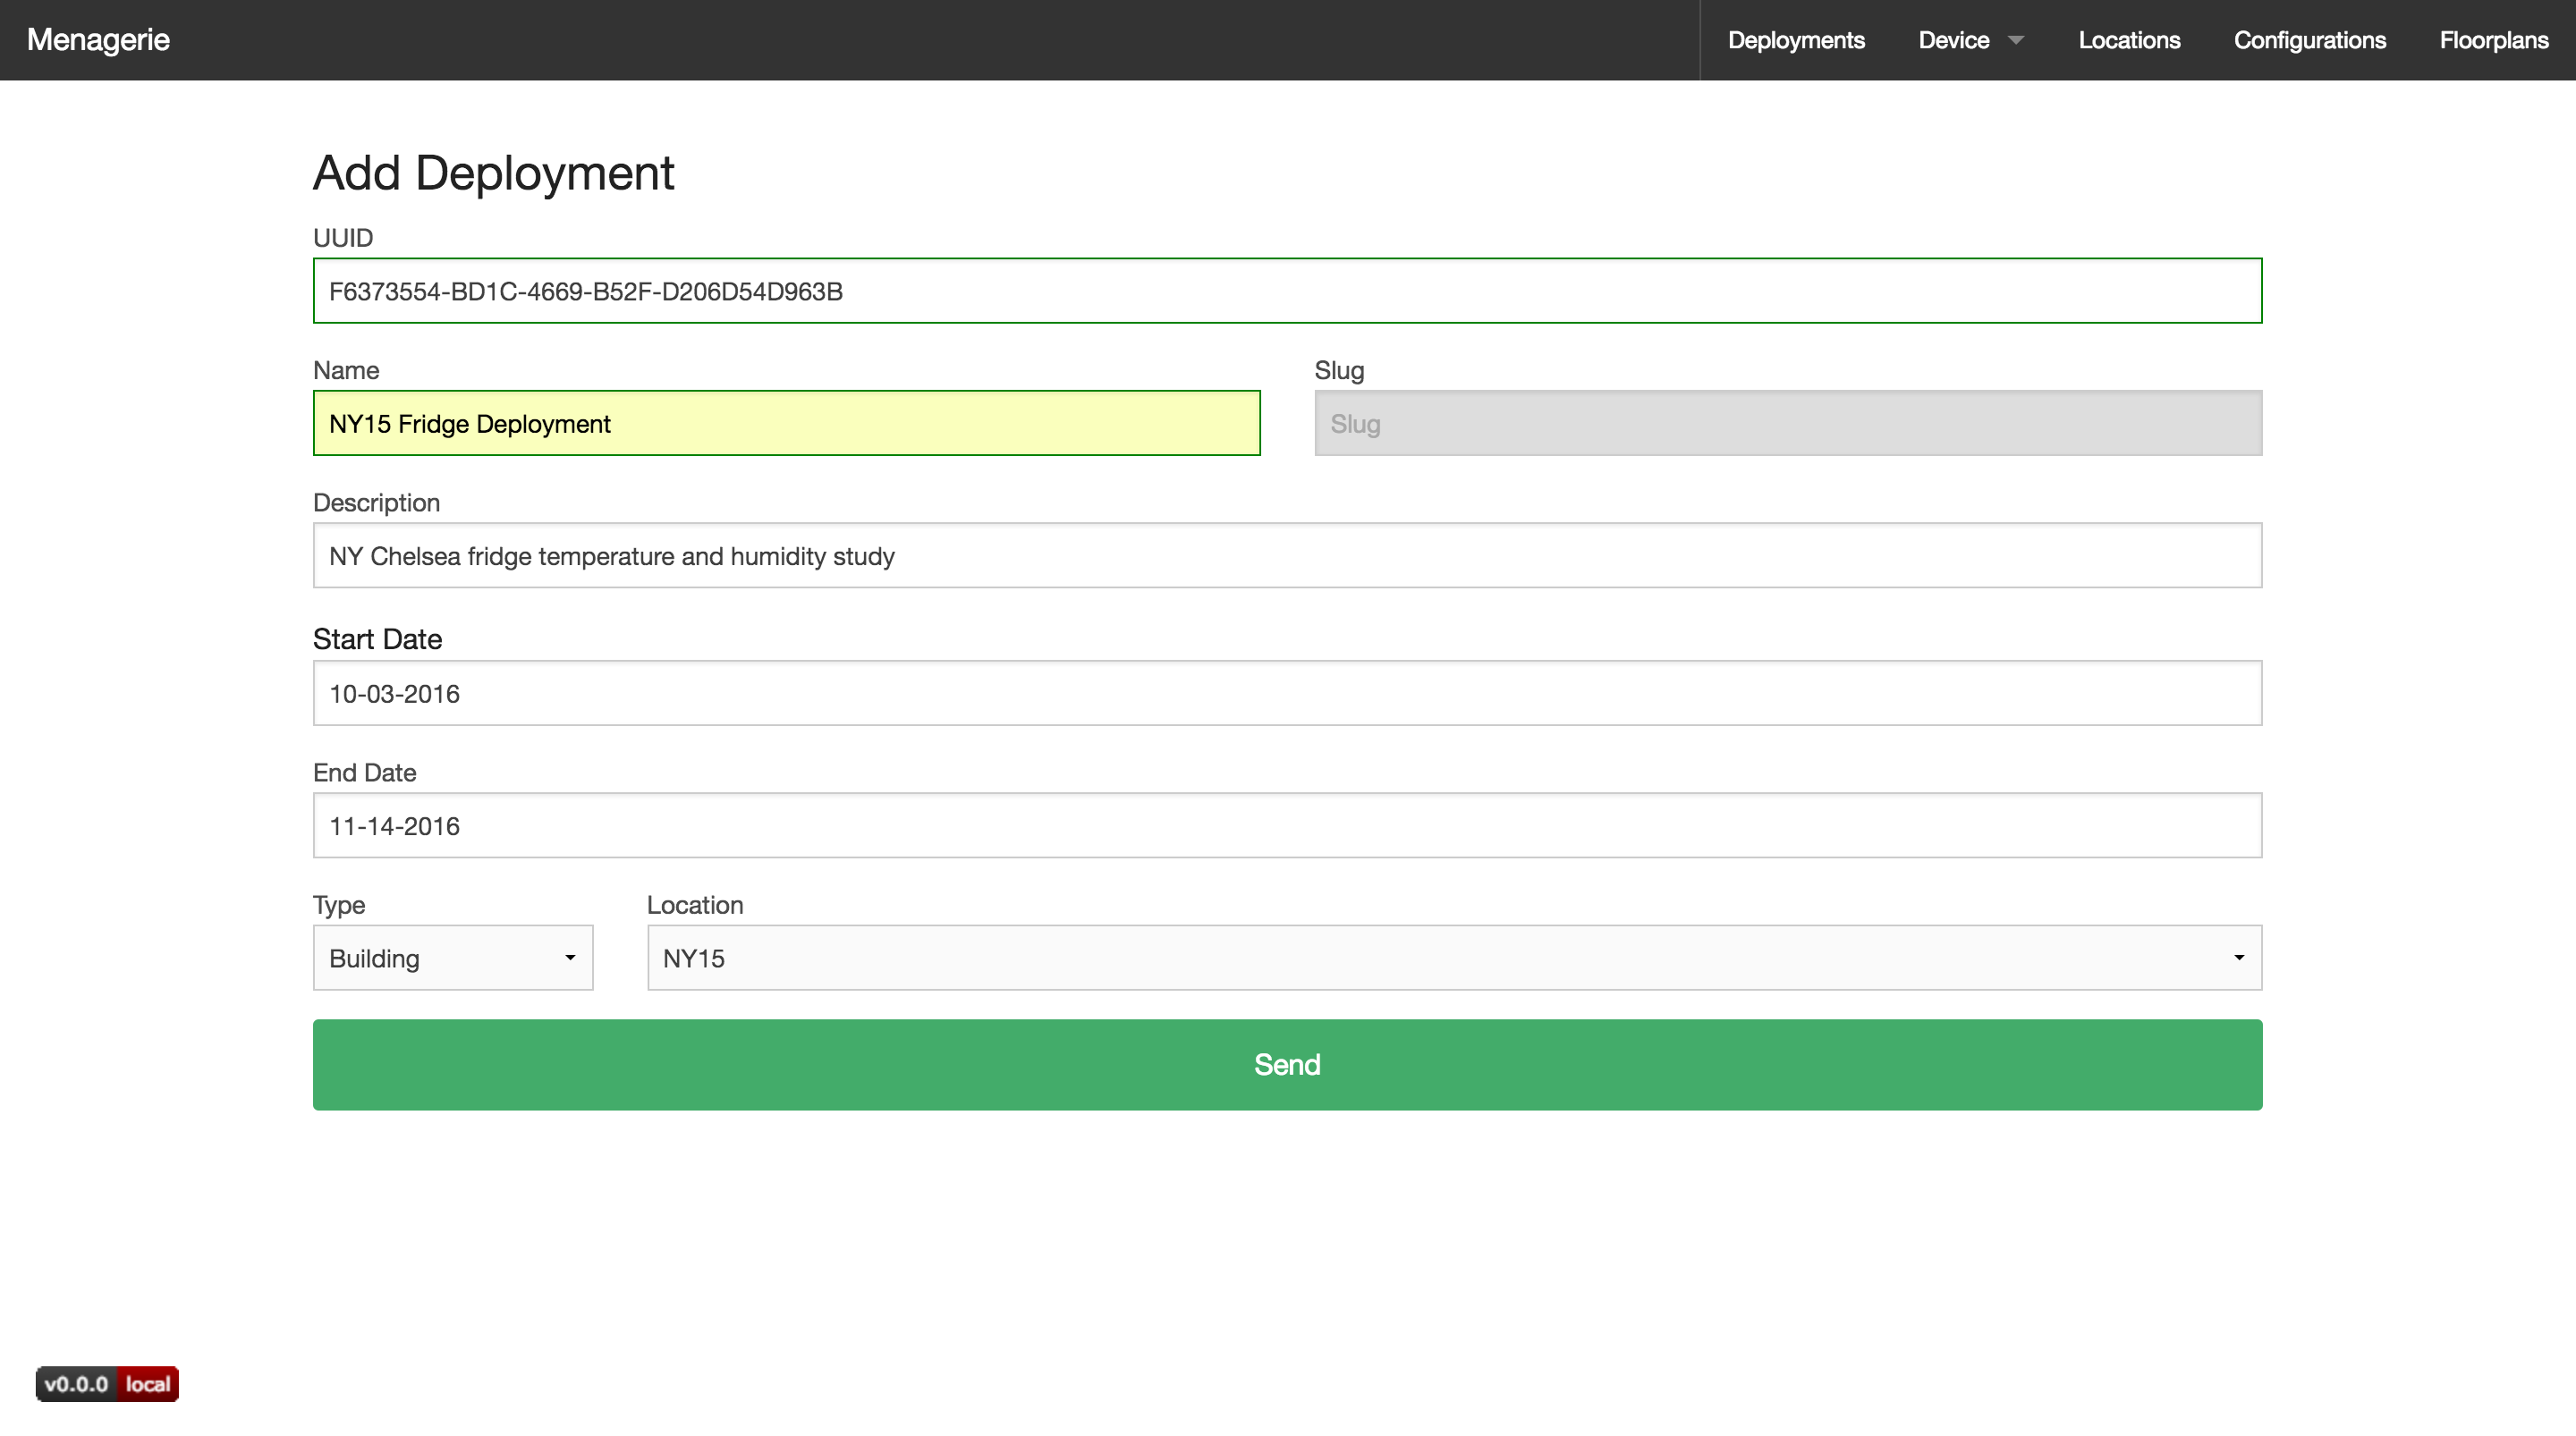 Menagerie
Deployments Device Locations Configurations Floorplans
Add Deployment
UUID
F6373554-BD1C-4669-B52F-D206D54D963B
Name Slug
NY15 Fridge Deployment Slug
Description
NY Chelsea fridge temperature and humidity study
Start Date
10-03-2016
End Date
11-14-2016
Type Location
Building NY15
Send
v0.0.0 local